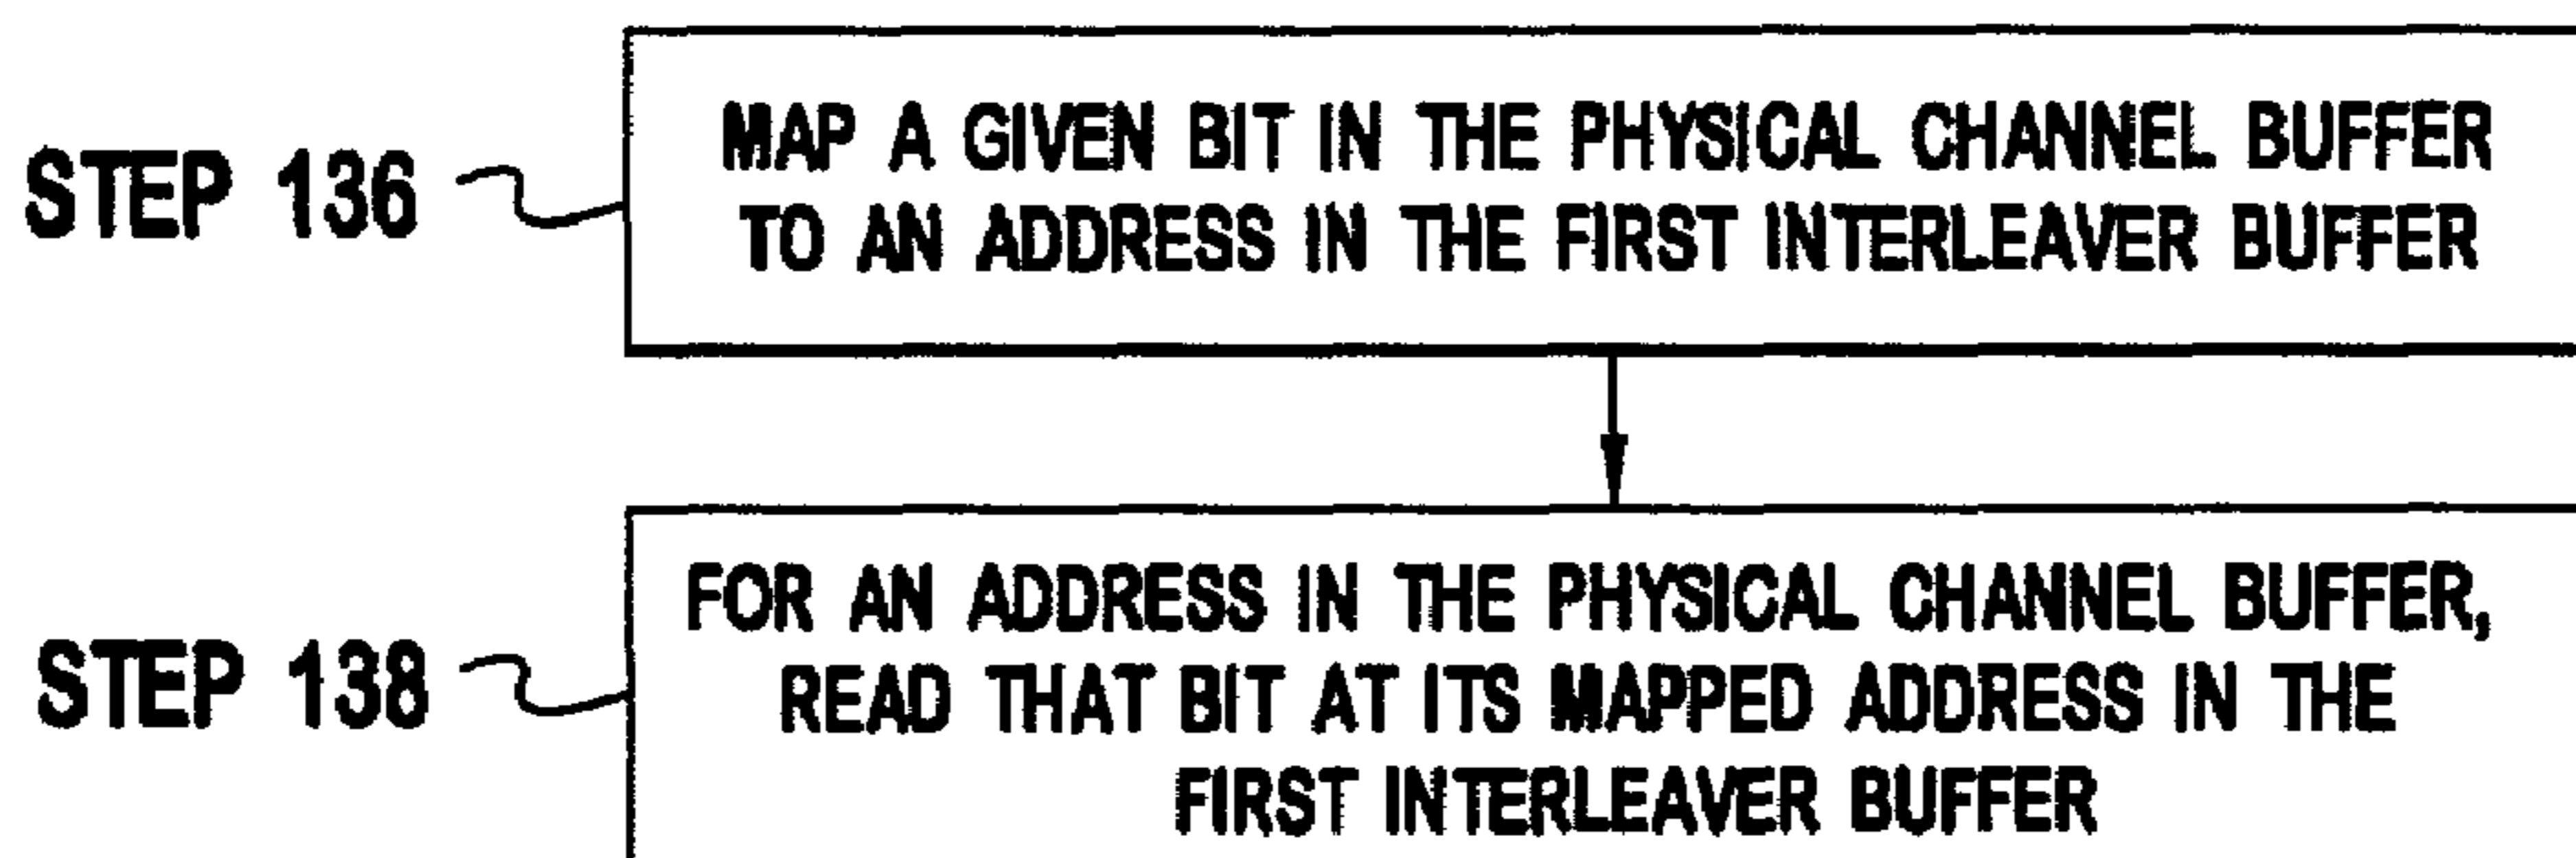 STEP 136
MAP A GIVEN BIT IN THE PHYSICAL CHANNEL BUFFER
TO AN ADDRESS IN THE FIRST INTERLEAVER BUFFER
STEP 138
FOR AN ADDRESS IN THE PHYSICAL CHANNEL BUFFER,
READ THAT BIT AT ITS MAPPED ADDRESS IN THE
FIRST INTERLEAVER BUFFER